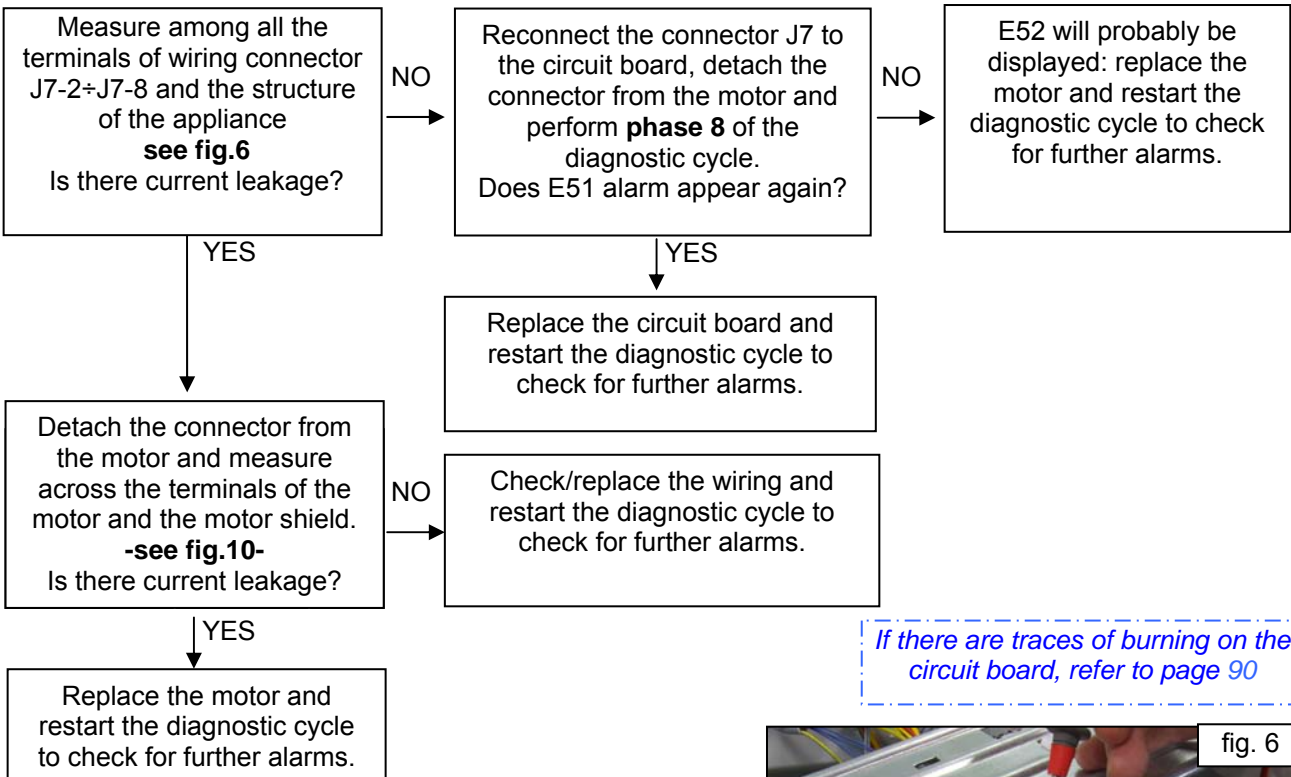 Measure among all the
terminals of wiring connector
J7-2÷J7-8 and the structure
of the appliance
see fig.6
Is there current leakage?
NO
Reconnect the connector J7 to
the circuit board, detach the
connector from the motor and
perform phase 8 of the
diagnostic cycle.
Does E51 alarm appear again?
NO
E52 will probably be
displayed: replace the
motor and restart the
diagnostic cycle to check
for further alarms.
YES
YES
Replace the circuit board and
restart the diagnostic cycle to
check for further alarms.
Detach the connector from
the motor and measure
across the terminals of the
motor and the motor shield.
-see fig.10-
Is there current leakage?
NO
Check/replace the wiring and
restart the diagnostic cycle to
check for further alarms.
YES
If there are traces of burning on the
circuit board, refer to page 90
Replace the motor and
restart the diagnostic cycle
to check for further alarms.
fig. 6